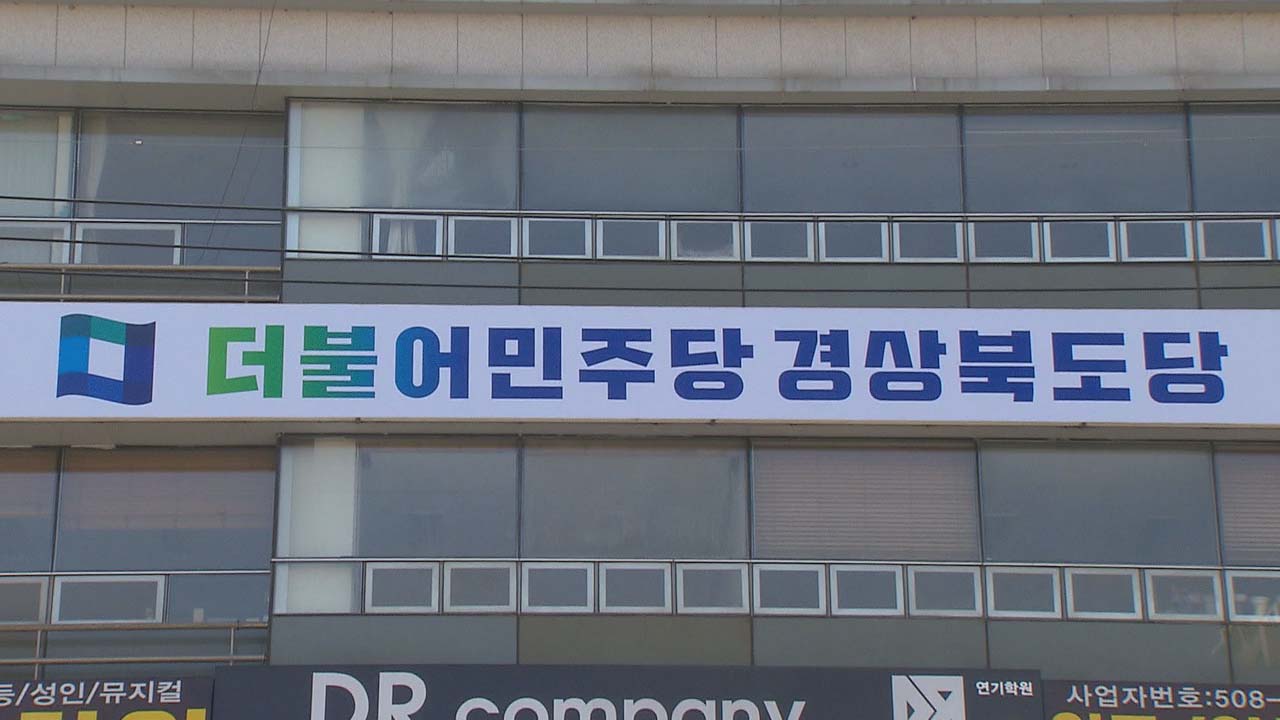 더불어민주당 경상북도당
등/성인/뮤지컬
DR company
연기학원
사업자번호:508-